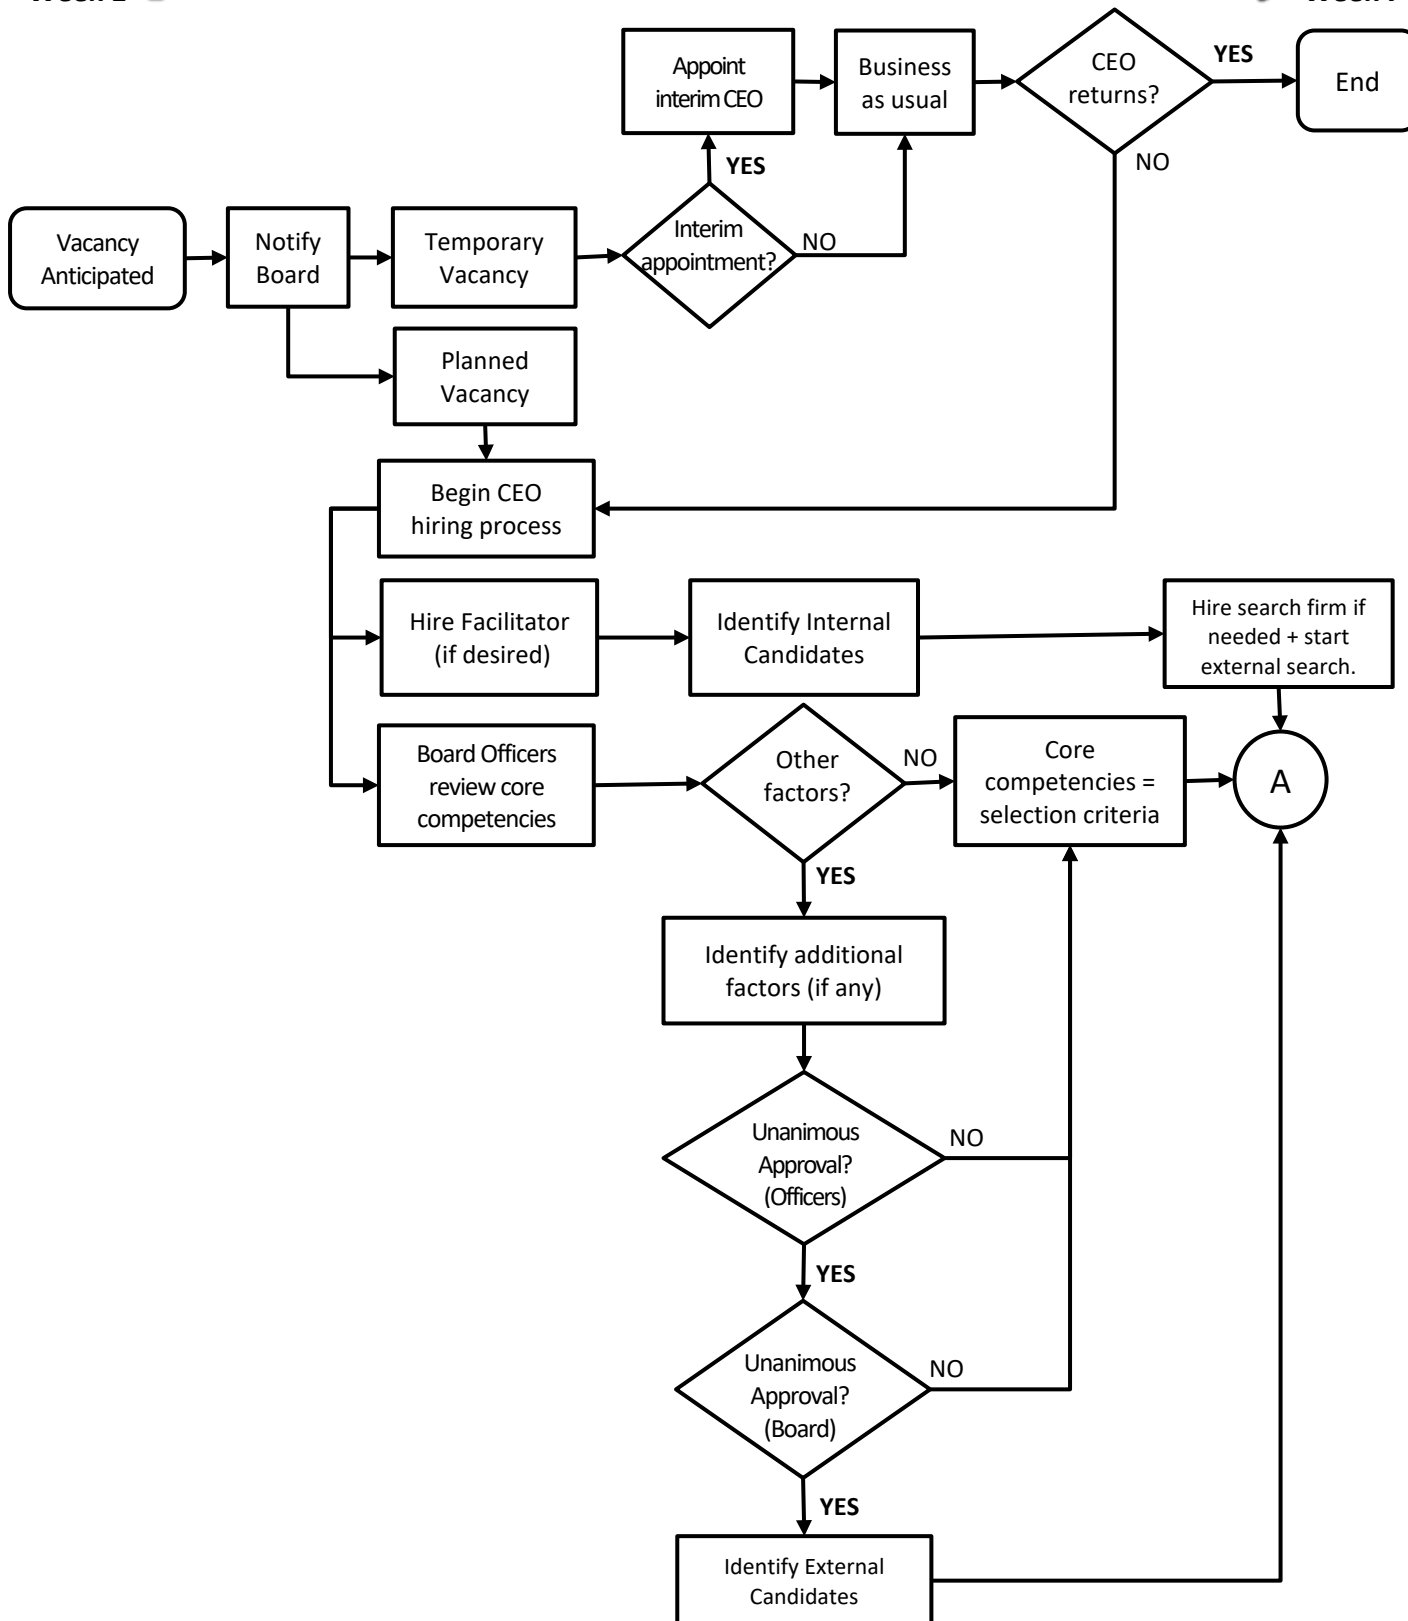 Appoint
interim CEO
Business
as usual
CEO
returns?
YES
End
YES
NO
Vacancy
Anticipated
Notify
Board
Temporary
Vacancy
Interim
appointment?
NO
Planned
Vacancy
Begin CEO
hiring process
Hire Facilitator
(if desired)
Identify Internal
Candidates
Hire search firm if
needed + start
external search.
Board Officers
review core
competencies
Other
factors?
NO
Core
competencies =
selection criteria
A
YES
Identify additional
factors (if any)
Unanimous
Approval?
(Officers)
NO
YES
Unanimous
Approval?
(Board)
NO
YES
Identify External
Candidates